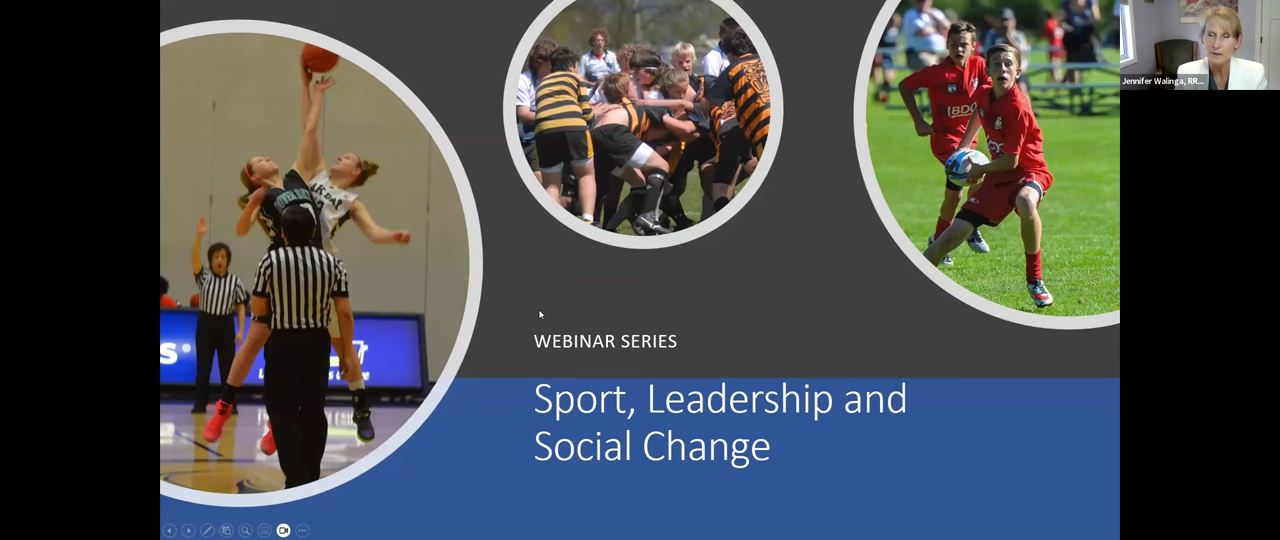 Jennifer Walinga, RR...
IBDO
WEBINAR SERIES
Sport, Leadership and
Social Change